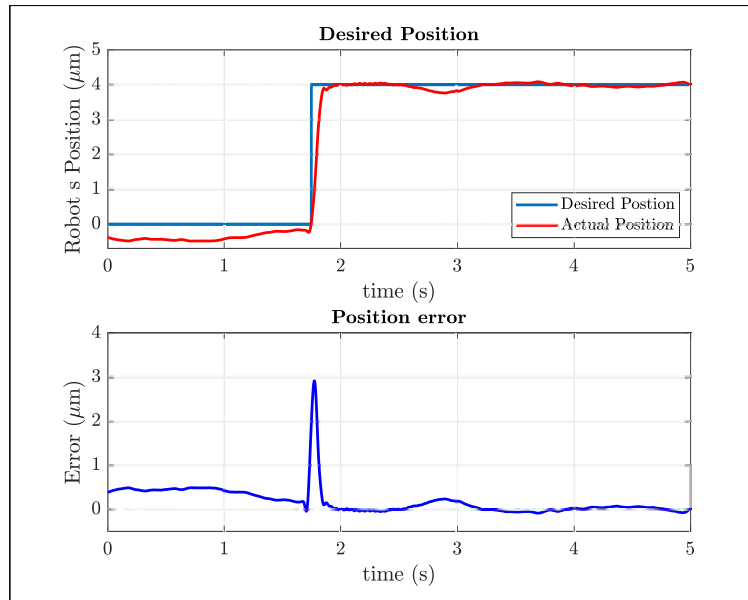 Desired Position
Robot s Position (μm)
5
4
3
2
1
0
Desired Postion
Actual Position
0 1 2 3 4 5
time (s)
Position error
Error (μm)
4
3
2
1
0
0 1 2 3 4 5
time (s)